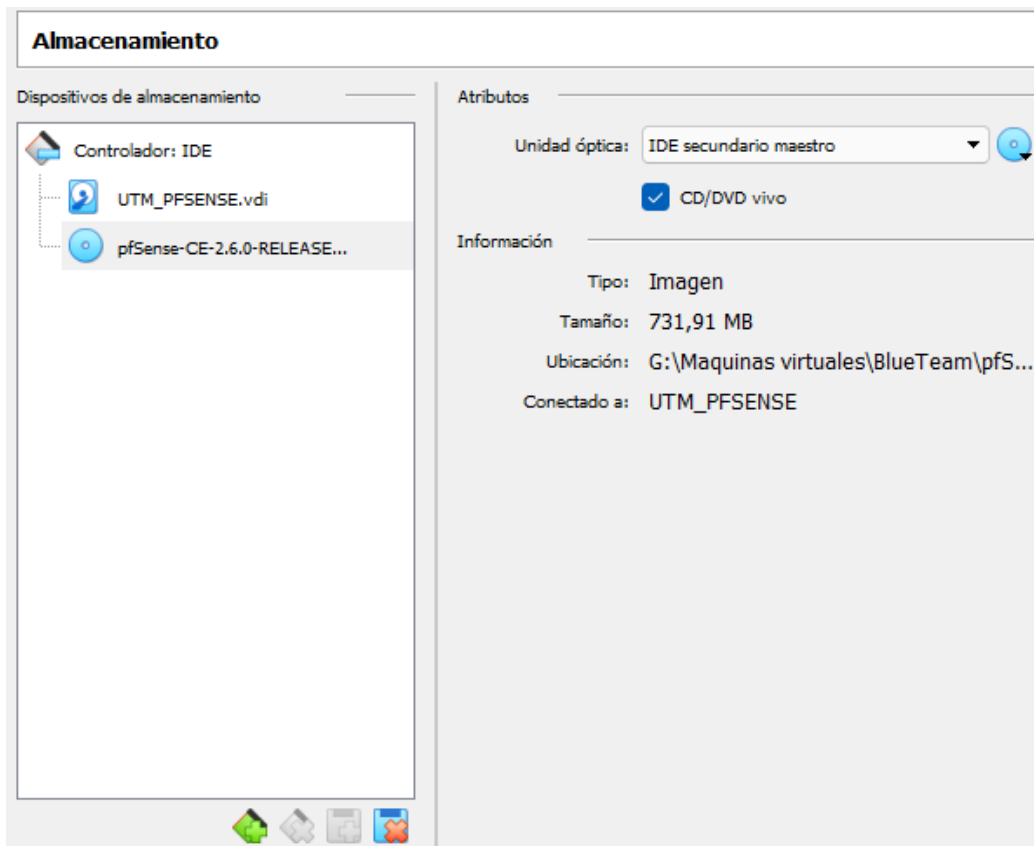 Almacenamiento
Dispositivos de almacenamiento
Controlador: IDE
UTM_PFSENSE.vdi
pfSense-CE-2.6.0-RELEASE...
Atributos
Unidad óptica: IDE secundario maestro
CD/DVD vivo
Información
Tipo: Imagen
Tamaño: 731,91 MB
Ubicación: G:\Maquinas virtuales\BlueTeam\pfS...
Conectado a: UTM_PFSENSE